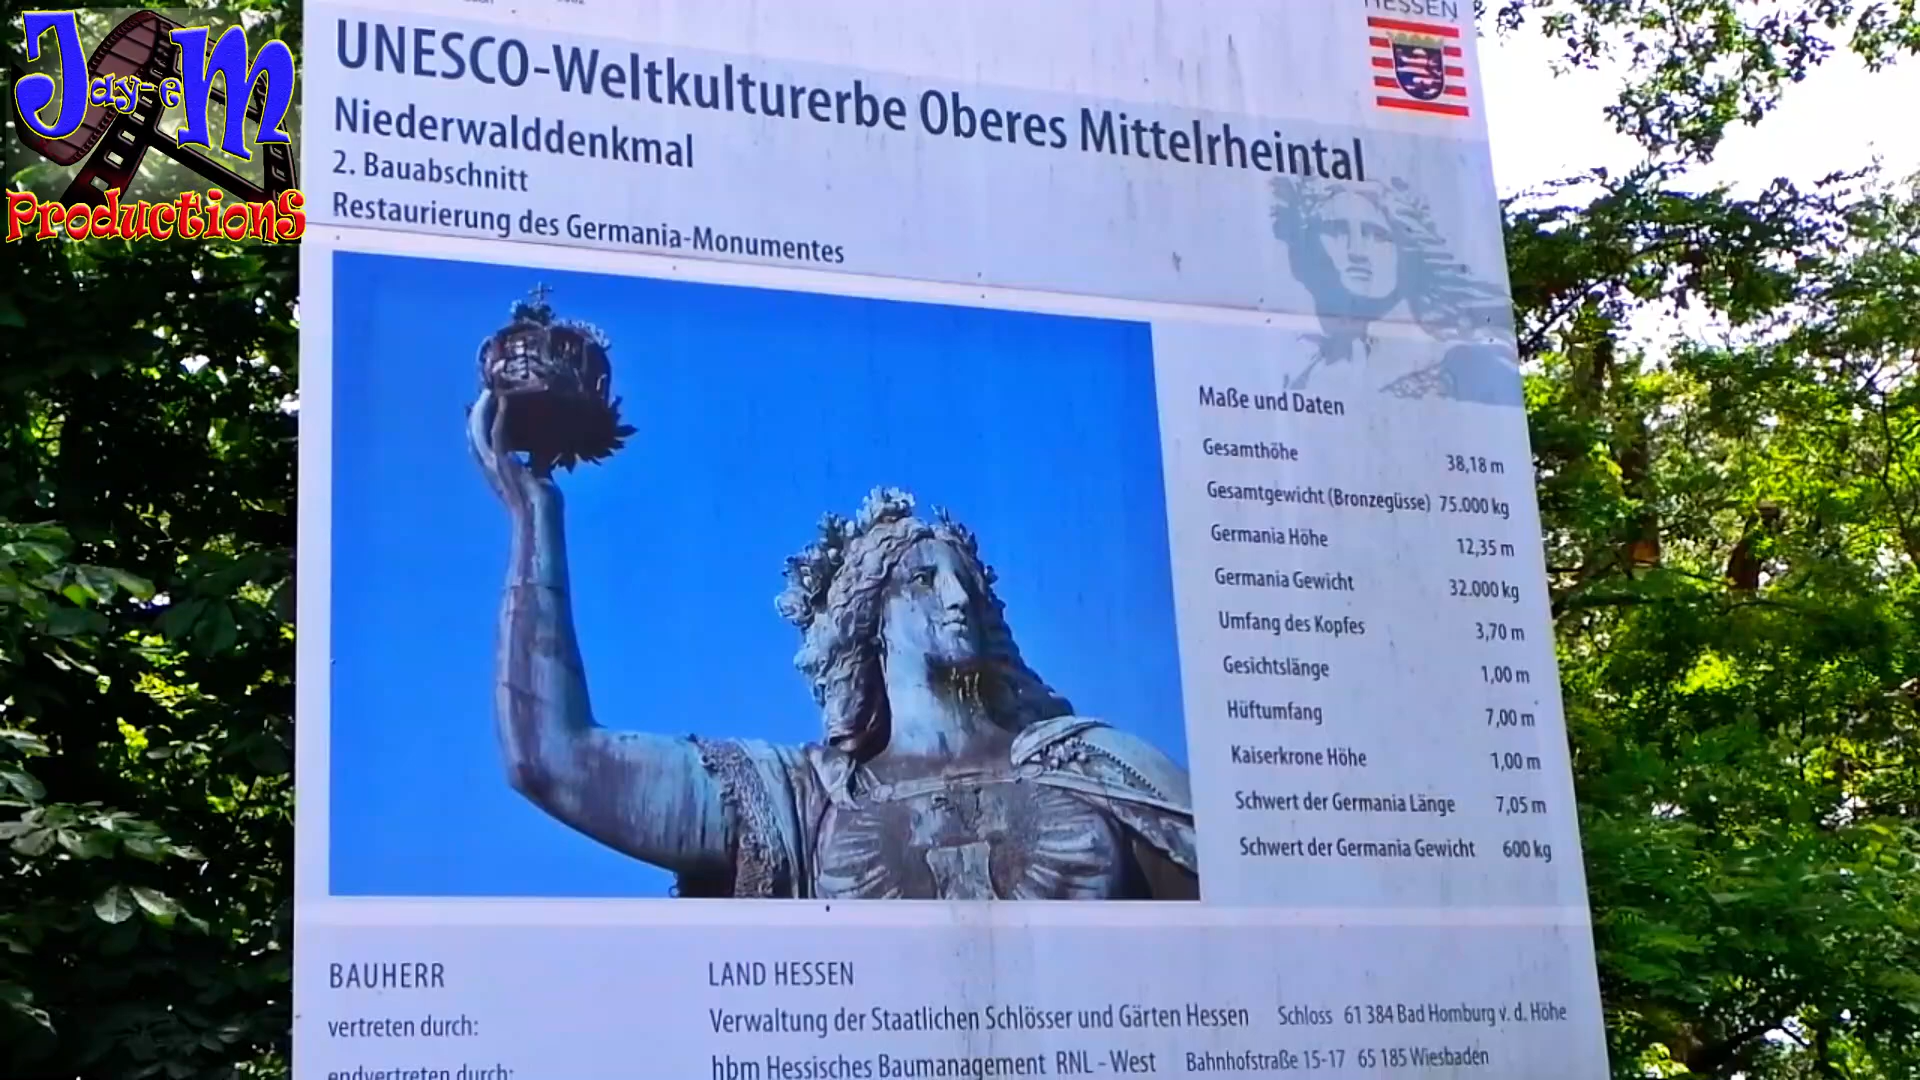 Jay-eM
Productions
HESSEN
UNESCO-Weltkulturerbe Oberes Mittelrheintal
Niederwalddenkmal
2. Bauabschnitt
Restaurierung des Germania-Monumentes
Maße und Daten
Gesamthöhe 38,18 m
Gesamtgewicht (Bronzegüsse) 75.000 kg
Germania Höhe 12,35 m
Germania Gewicht 32.000 kg
Umfang des Kopfes 3,70 m
Gesichtslänge 1,00 m
Hüftumfang 7,00 m
Kaiserkrone Höhe 1,00 m
Schwert der Germania Länge 7,05 m
Schwert der Germania Gewicht 600 kg
BAUHERR LAND HESSEN
vertreten durch: Verwaltung der Staatlichen Schlösser und Gärten Hessen Schloss 61 384 Bad Homburg v. d. Höhe
endvertreten durch: hbm Hessisches Baumanagement RNL - West Bahnhofstraße 15-17 65 185 Wiesbaden